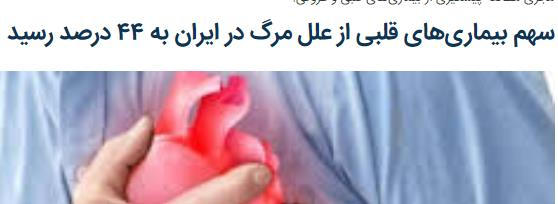 سهم بیماری‌های قلبی از علل مرگ در ایران به ۴۴ درصد رسید